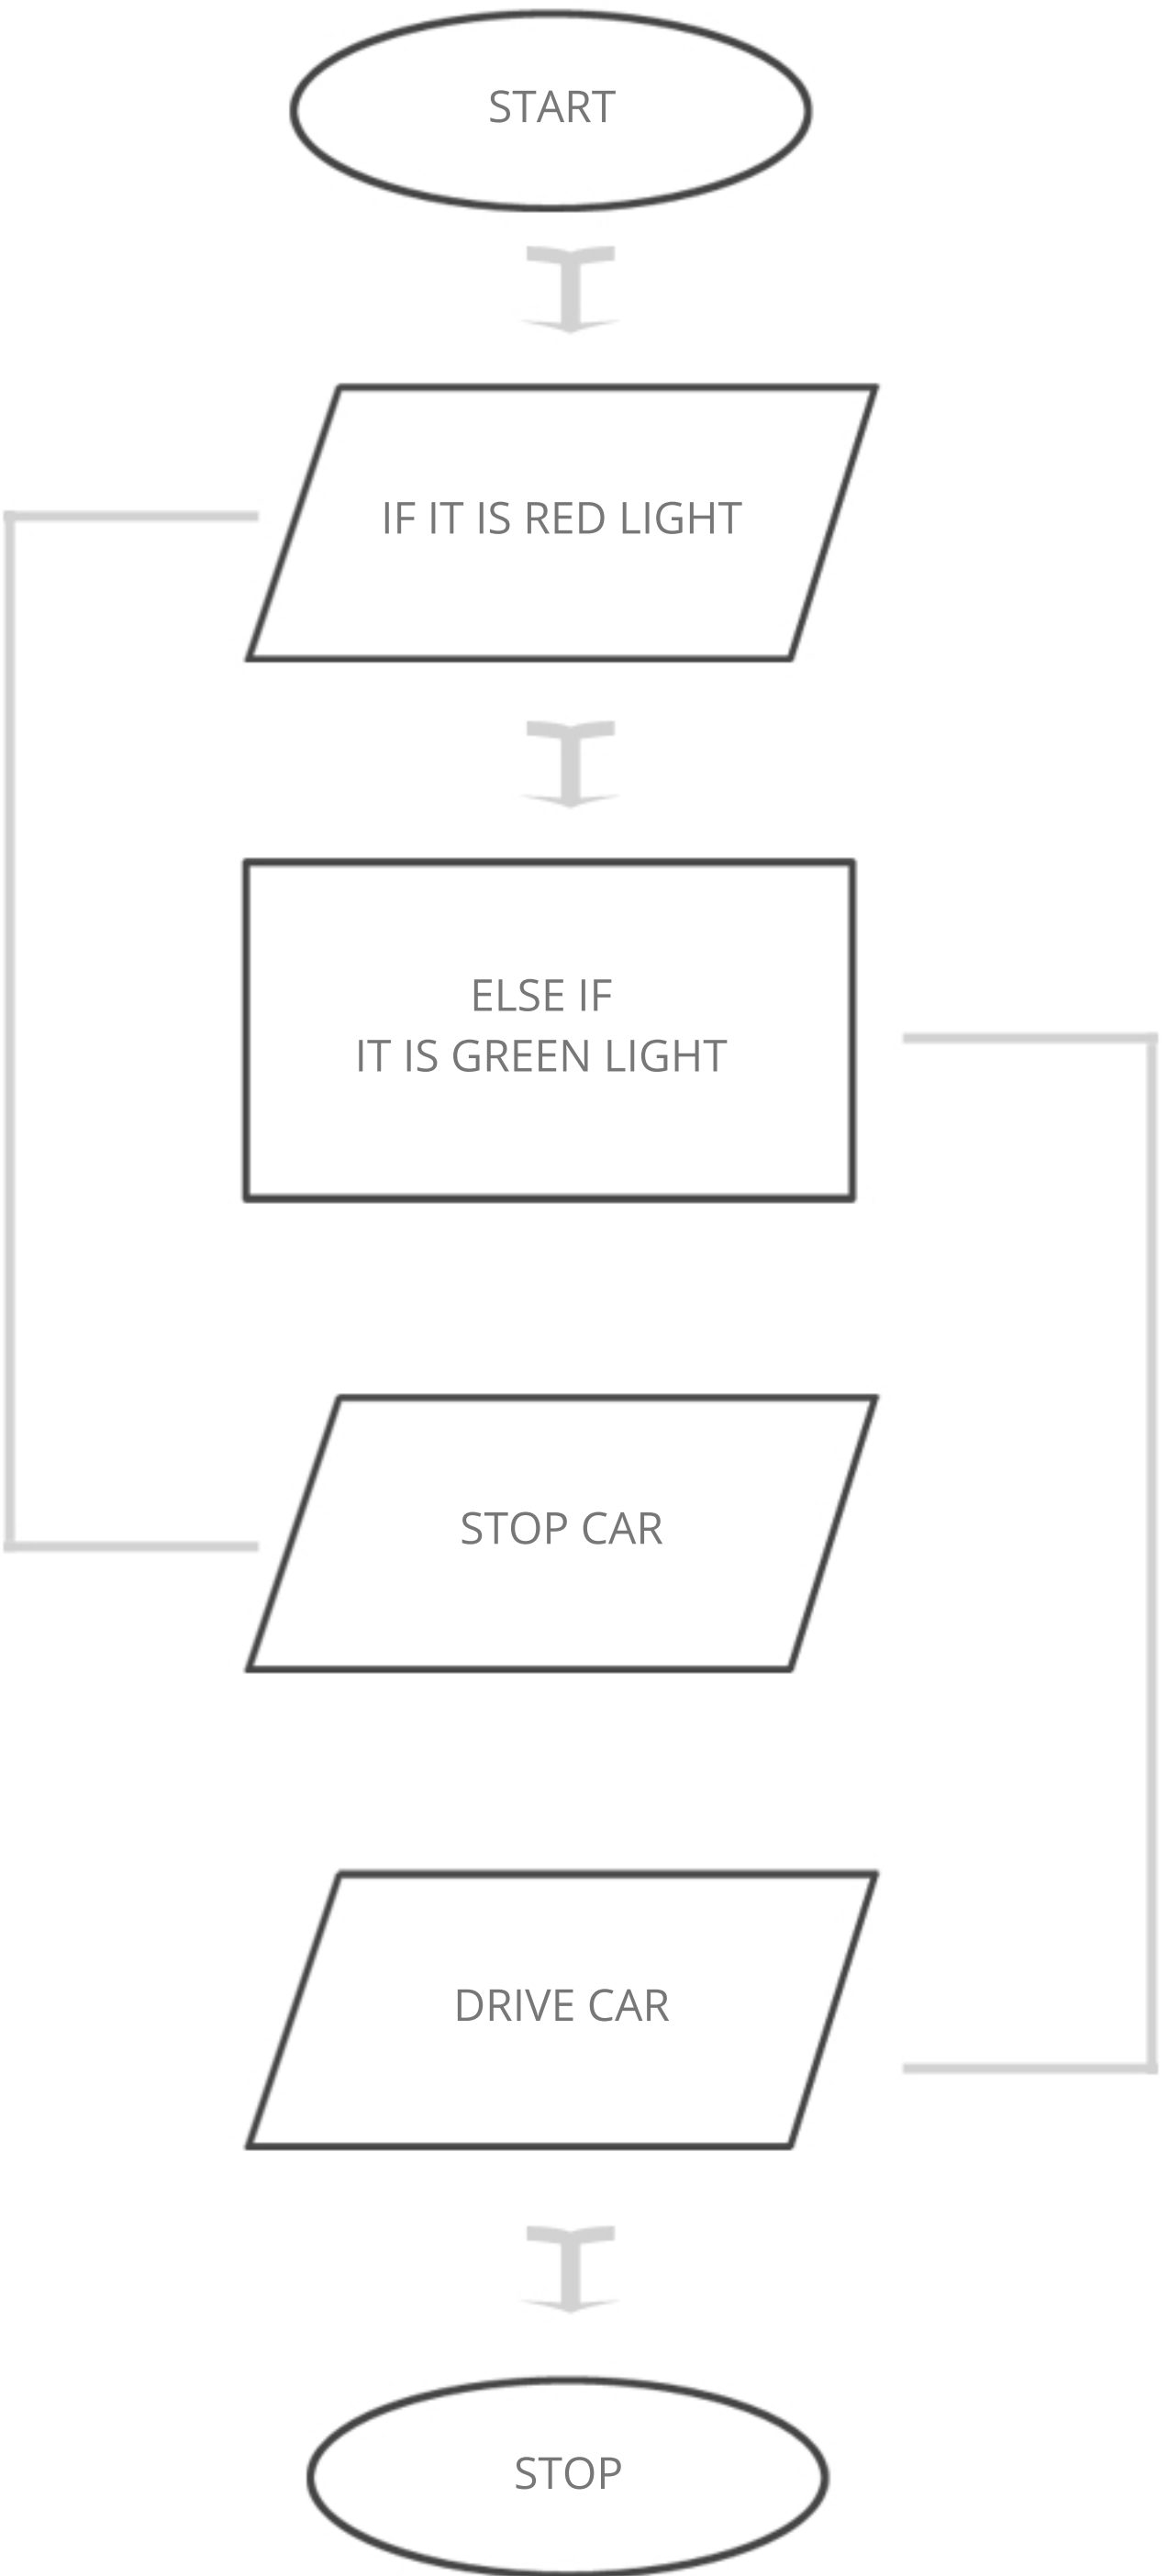 START
IF IT IS RED LIGHT
ELSE IF
IT IS GREEN LIGHT
STOP CAR
DRIVE CAR
STOP